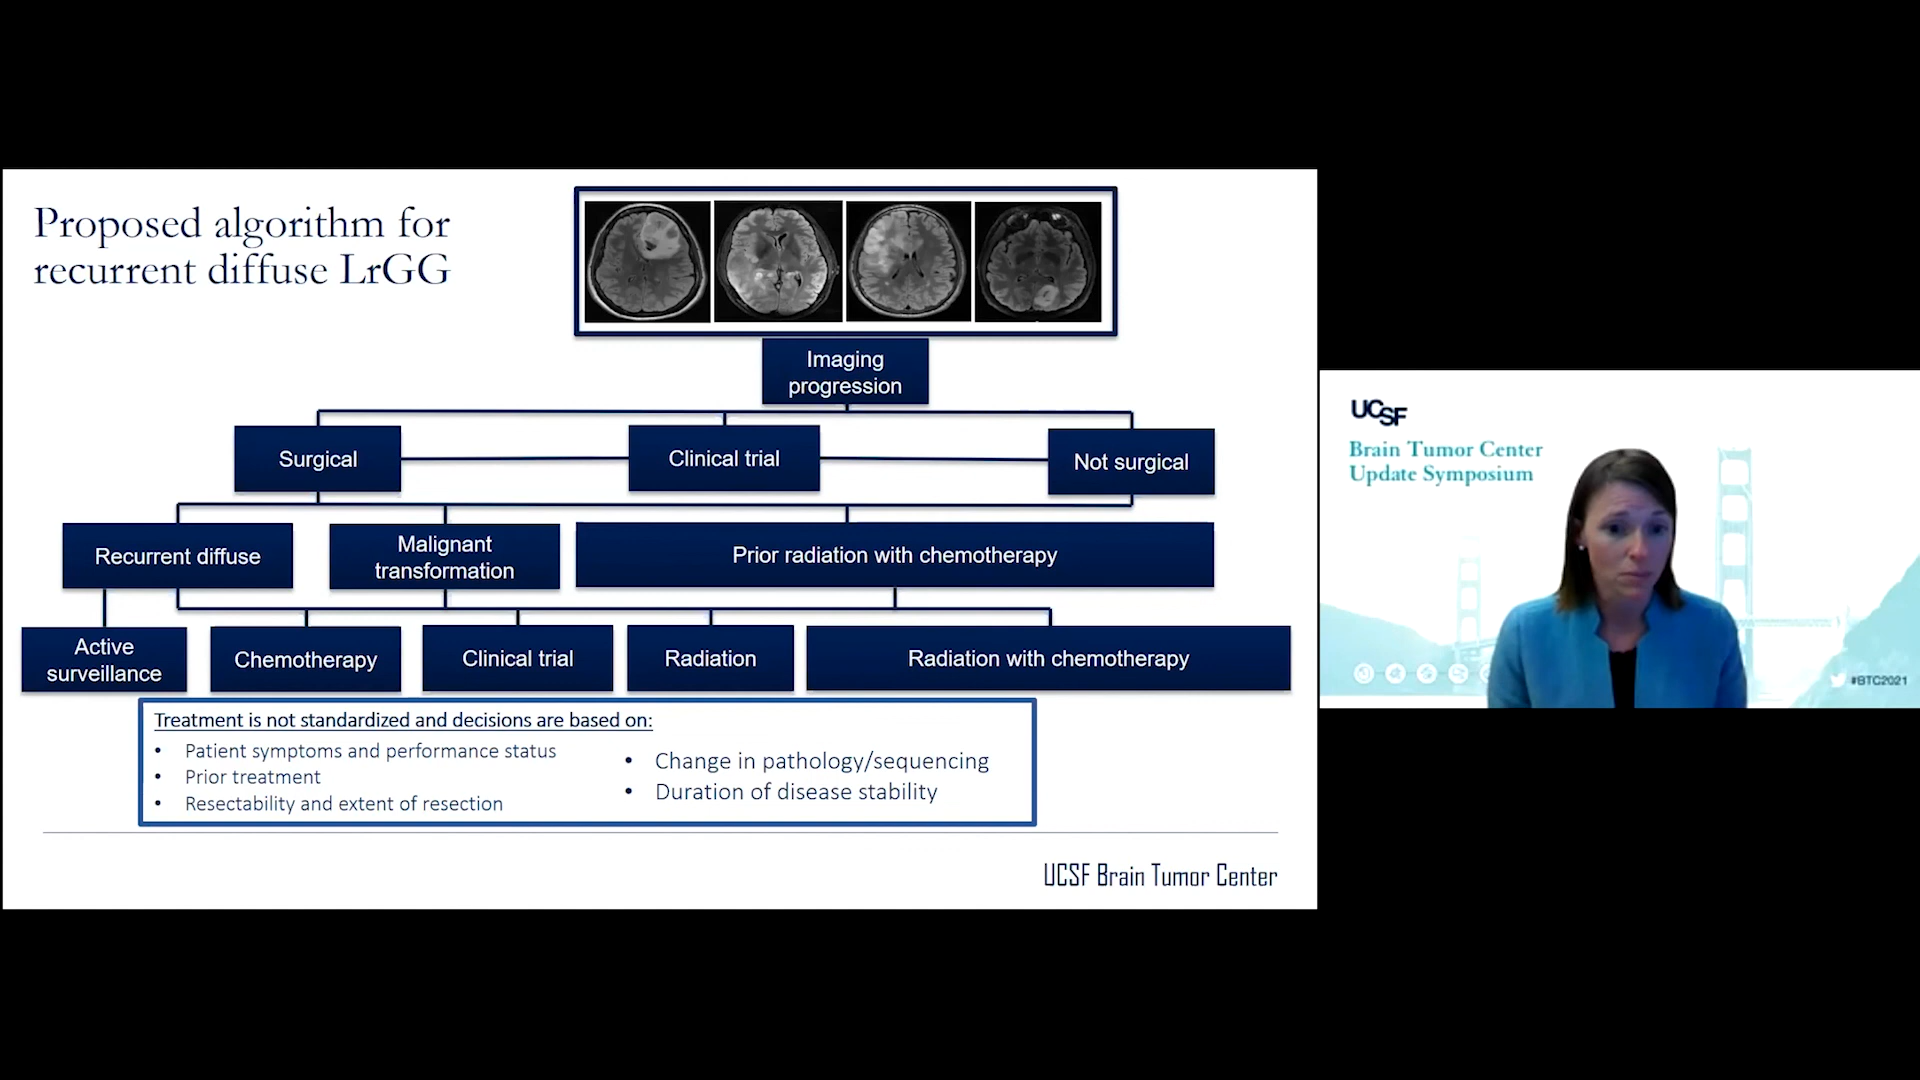 Proposed algorithm for
recurrent diffuse LrGG
Imaging
progression
Surgical
Clinical trial
Not surgical
Recurrent diffuse
Malignant
transformation
Prior radiation with chemotherapy
Active
surveillance
Chemotherapy
Clinical trial
Radiation
Radiation with chemotherapy
Treatment is not standardized and decisions are based on:
• Patient symptoms and performance status
• Prior treatment
• Resectability and extent of resection
• Change in pathology/sequencing
• Duration of disease stability
UCSF Brain Tumor Center
UCSF
Brain Tumor Center
Update Symposium
#BTC2021